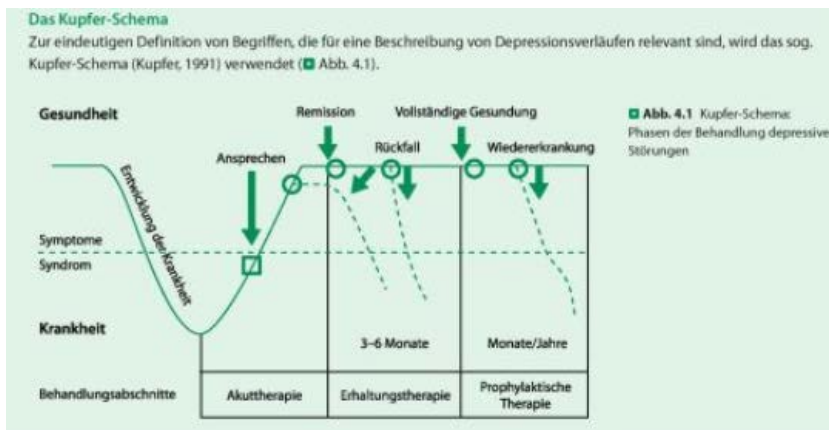 Das Kupfer-Schema
Zur eindeutigen Definition von Begriffen, die für eine Beschreibung von Depressionsverläufen relevant sind, wird das sog.
Kupfer-Schema (Kupfer, 1991) verwendet (Abb. 4.1).
Gesundheit
Remission
Vollständige Gesundung
Abb. 4.1 Kupfer-Schema:
Phasen der Behandlung depressive
Störungen
Ansprechen
Rückfall
Wiedererkrankung
Entwicklung der Krankheit
Symptome
Syndrom
Krankheit
3–6 Monate
Monate/Jahre
Behandlungsabschnitte
Akuttherapie
Erhaltungstherapie
Prophylaktische
Therapie